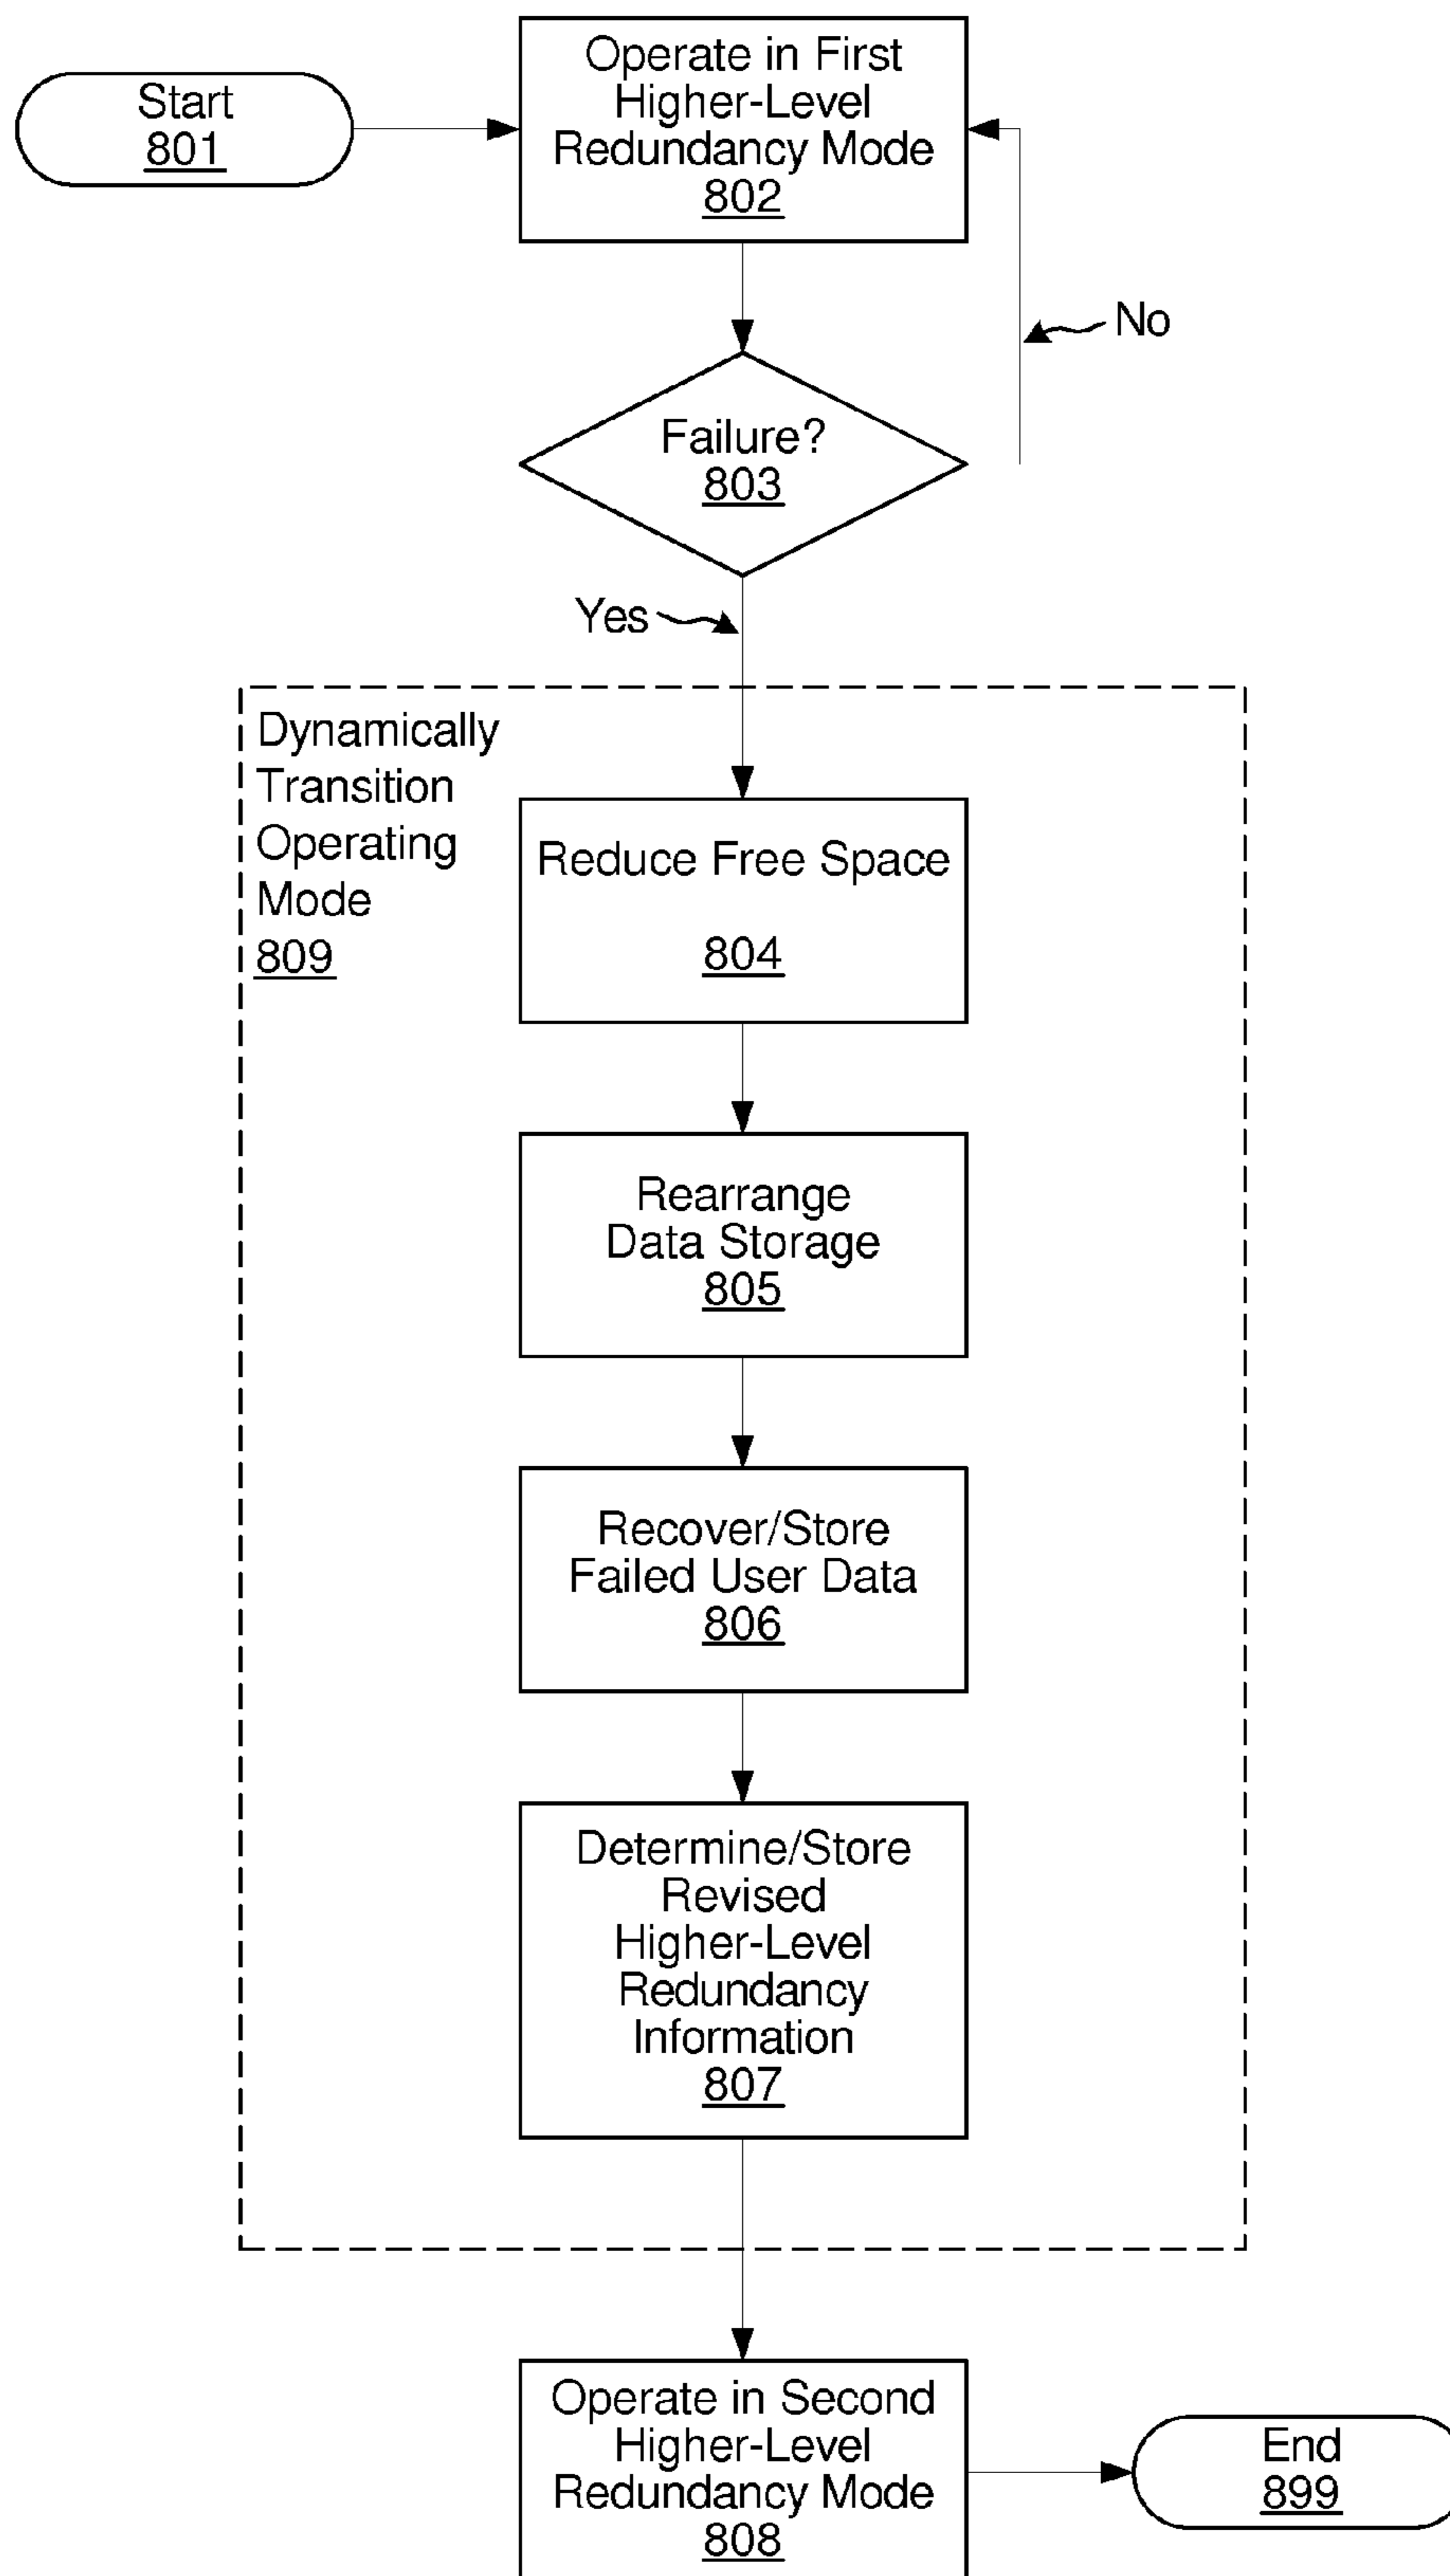 Start
801
Operate in First
Higher-Level
Redundancy Mode
802
No
Failure?
803
Yes
Dynamically
Transition
Operating
Mode
809
Reduce Free Space
804
Rearrange
Data Storage
805
Recover/Store
Failed User Data
806
Determine/Store
Revised
Higher-Level
Redundancy
Information
807
Operate in Second
Higher-Level
Redundancy Mode
808
End
899